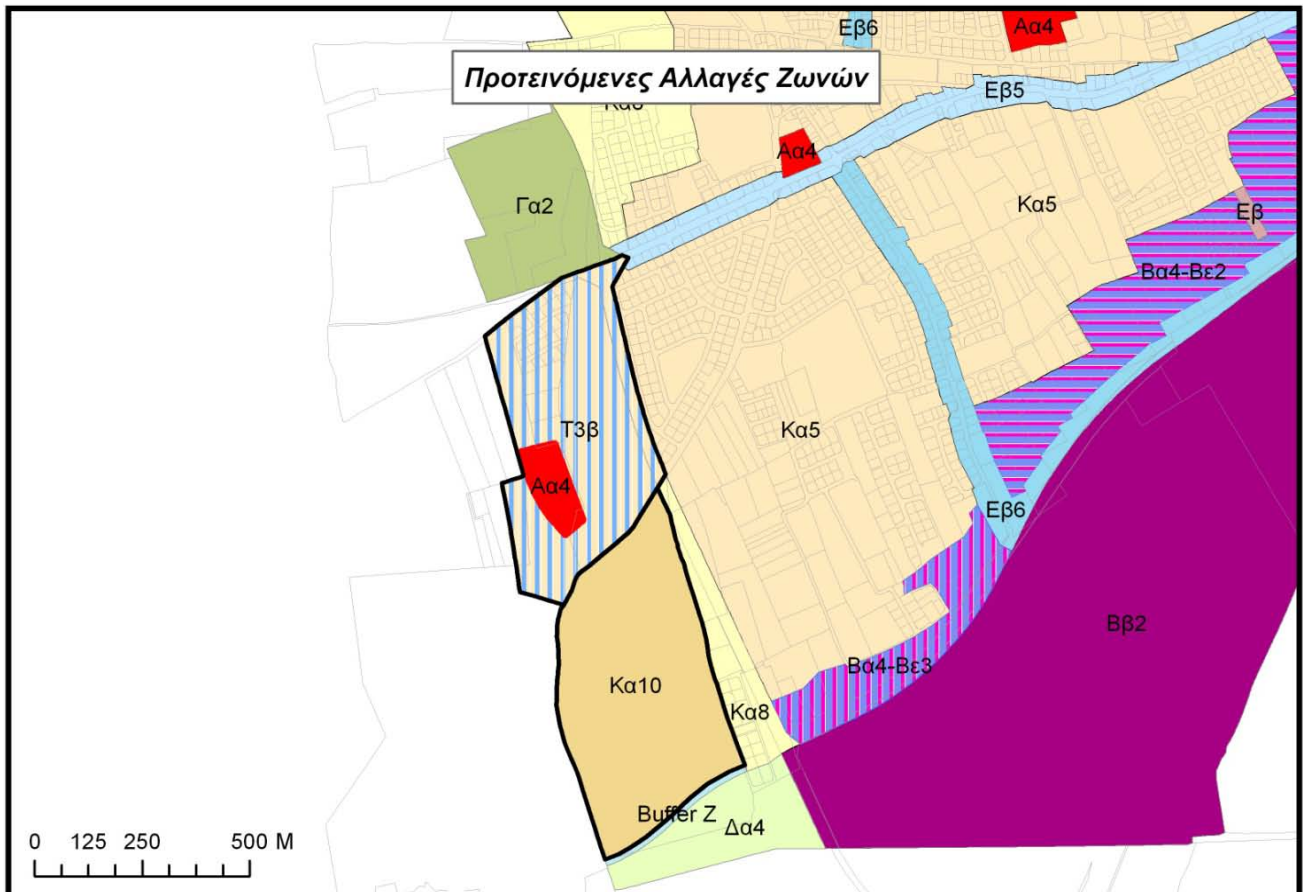 Εβ6
Αα4
Προτεινόμενες Αλλαγές Ζωνών
Εβ5
Κα8
Αα4
Γα2
Κα5
Εβ
Βα4-Βε2
Τ3β
Κα5
Αα4
Εβ6
Ββ2
Βα4-Βε3
Κα10
Κα8
Buffer Z
Δα4
0 125 250 500 M